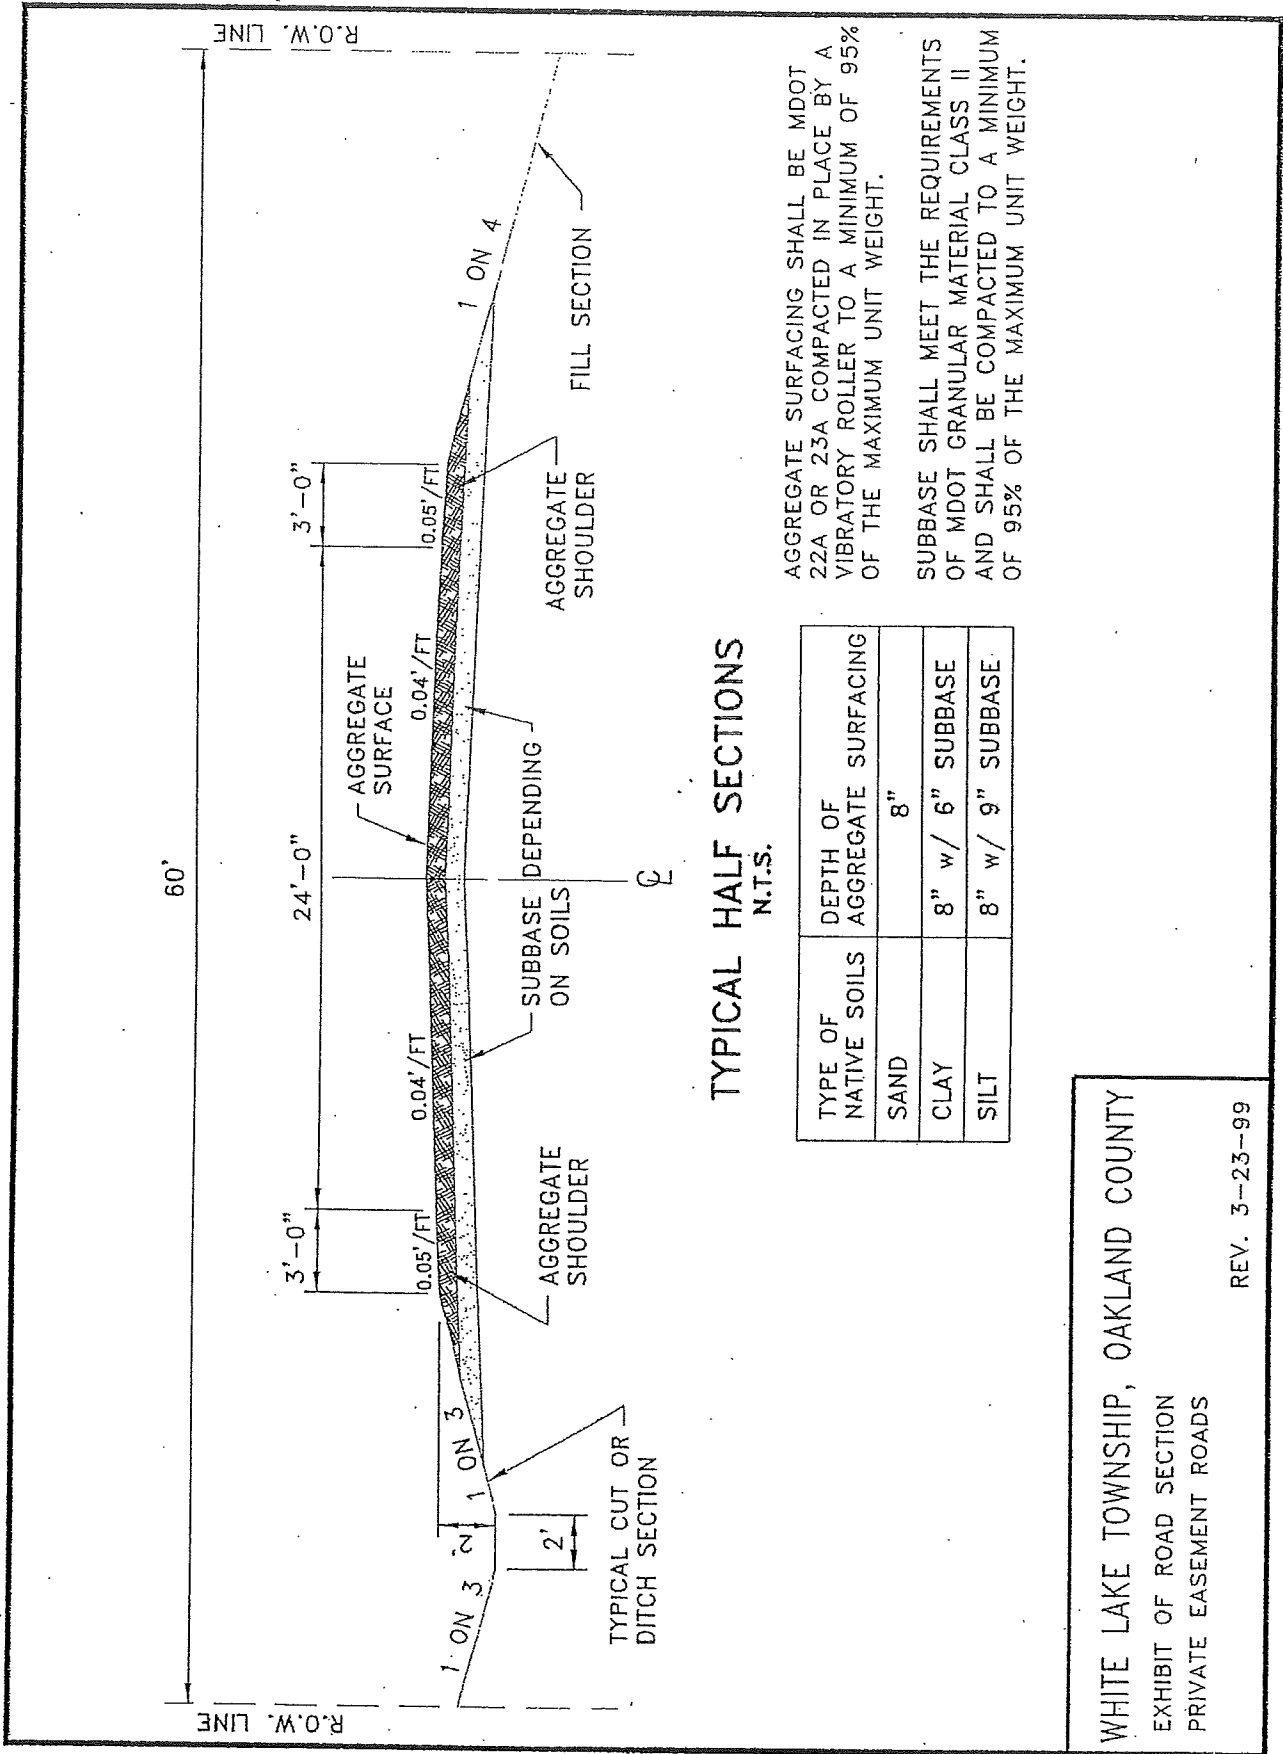 R.O.W. LINE
R.O.W. LINE
60'
24'-0"
3'-0"
3'-0"
0.05'/FT
0.04'/FT
0.04'/FT
0.05'/FT
AGGREGATE
SURFACE
1 ON 3
2'
2'
1 ON 3
1 ON 4
TYPICAL CUT OR
DITCH SECTION
AGGREGATE
SHOULDER
SUBBASE DEPENDING
ON SOILS
AGGREGATE
SHOULDER
FILL SECTION
℄
TYPICAL HALF SECTIONS
N.T.S.
TYPE OF
NATIVE SOILS
DEPTH OF
AGGREGATE SURFACING
SAND 8"
CLAY 8" w/ 6" SUBBASE
SILT 8" w/ 9" SUBBASE
AGGREGATE SURFACING SHALL BE MDOT
22A OR 23A COMPACTED IN PLACE BY A
VIBRATORY ROLLER TO A MINIMUM OF 95%
OF THE MAXIMUM UNIT WEIGHT.
SUBBASE SHALL MEET THE REQUIREMENTS
OF MDOT GRANULAR MATERIAL CLASS II
AND SHALL BE COMPACTED TO A MINIMUM
OF 95% OF THE MAXIMUM UNIT WEIGHT.
WHITE LAKE TOWNSHIP, OAKLAND COUNTY
EXHIBIT OF ROAD SECTION
PRIVATE EASEMENT ROADS
REV. 3-23-99